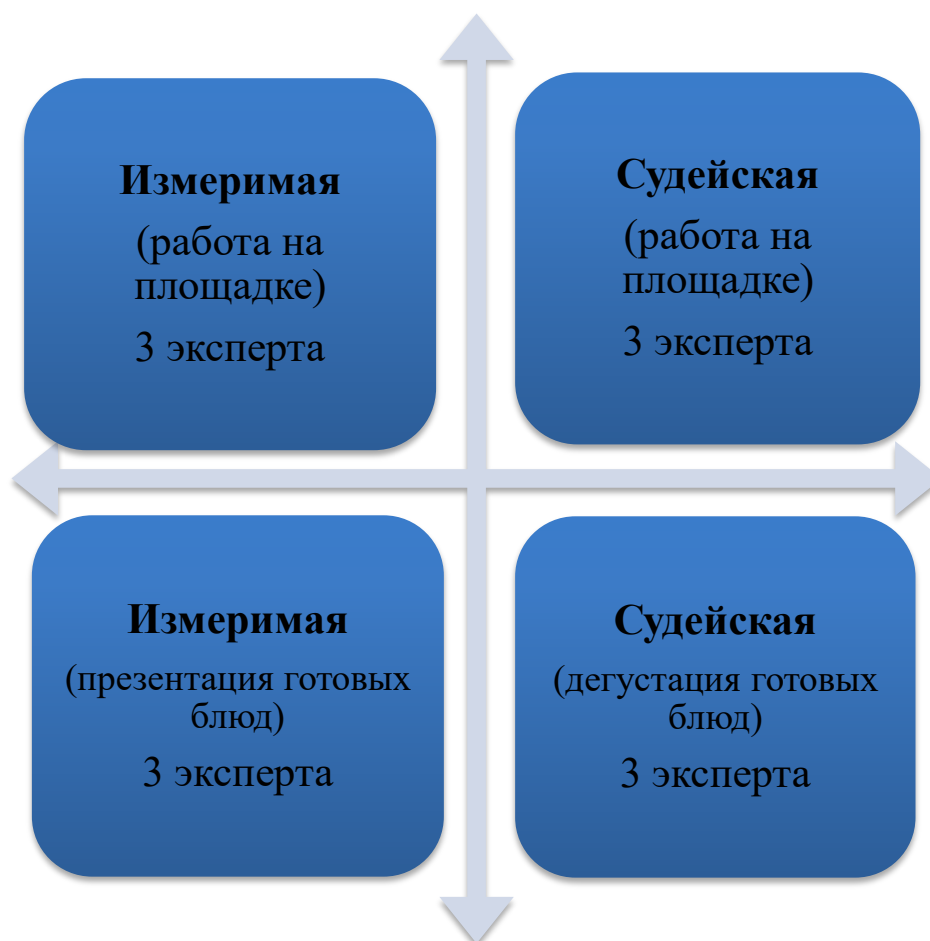 Измеримая
(работа на
площадке)
3 эксперта
Судейская
(работа на
площадке)
3 эксперта
Измеримая
(презентация готовых
блюд)
3 эксперта
Судейская
(дегустация готовых
блюд)
3 эксперта